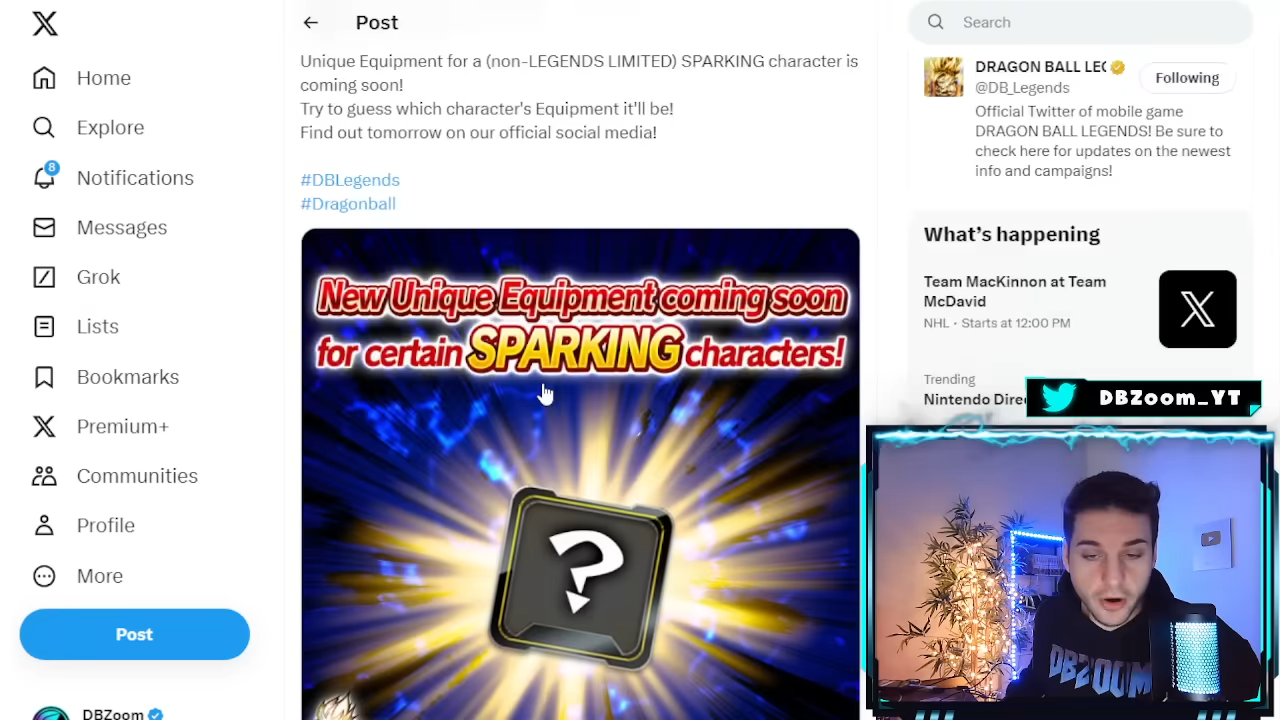 Post
Search
Home
Explore
8
Notifications
Messages
Grok
Lists
Bookmarks
Premium+
Communities
Profile
More
Post
DBZoom
Unique Equipment for a (non-LEGENDS LIMITED) SPARKING character is
coming soon!
Try to guess which character's Equipment it'll be!
Find out tomorrow on our official social media!
#DBLegends
#Dragonball
New Unique Equipment coming soon
for certain SPARKING characters!
?
DRAGON BALL LEG
@DB_Legends
Following
Official Twitter of mobile game
DRAGON BALL LEGENDS! Be sure to
check here for updates on the newest
info and campaigns!
What's happening
Team MacKinnon at Team
McDavid
NHL · Starts at 12:00 PM
Trending
Nintendo Dire
DBZoom_YT
DBZOOM